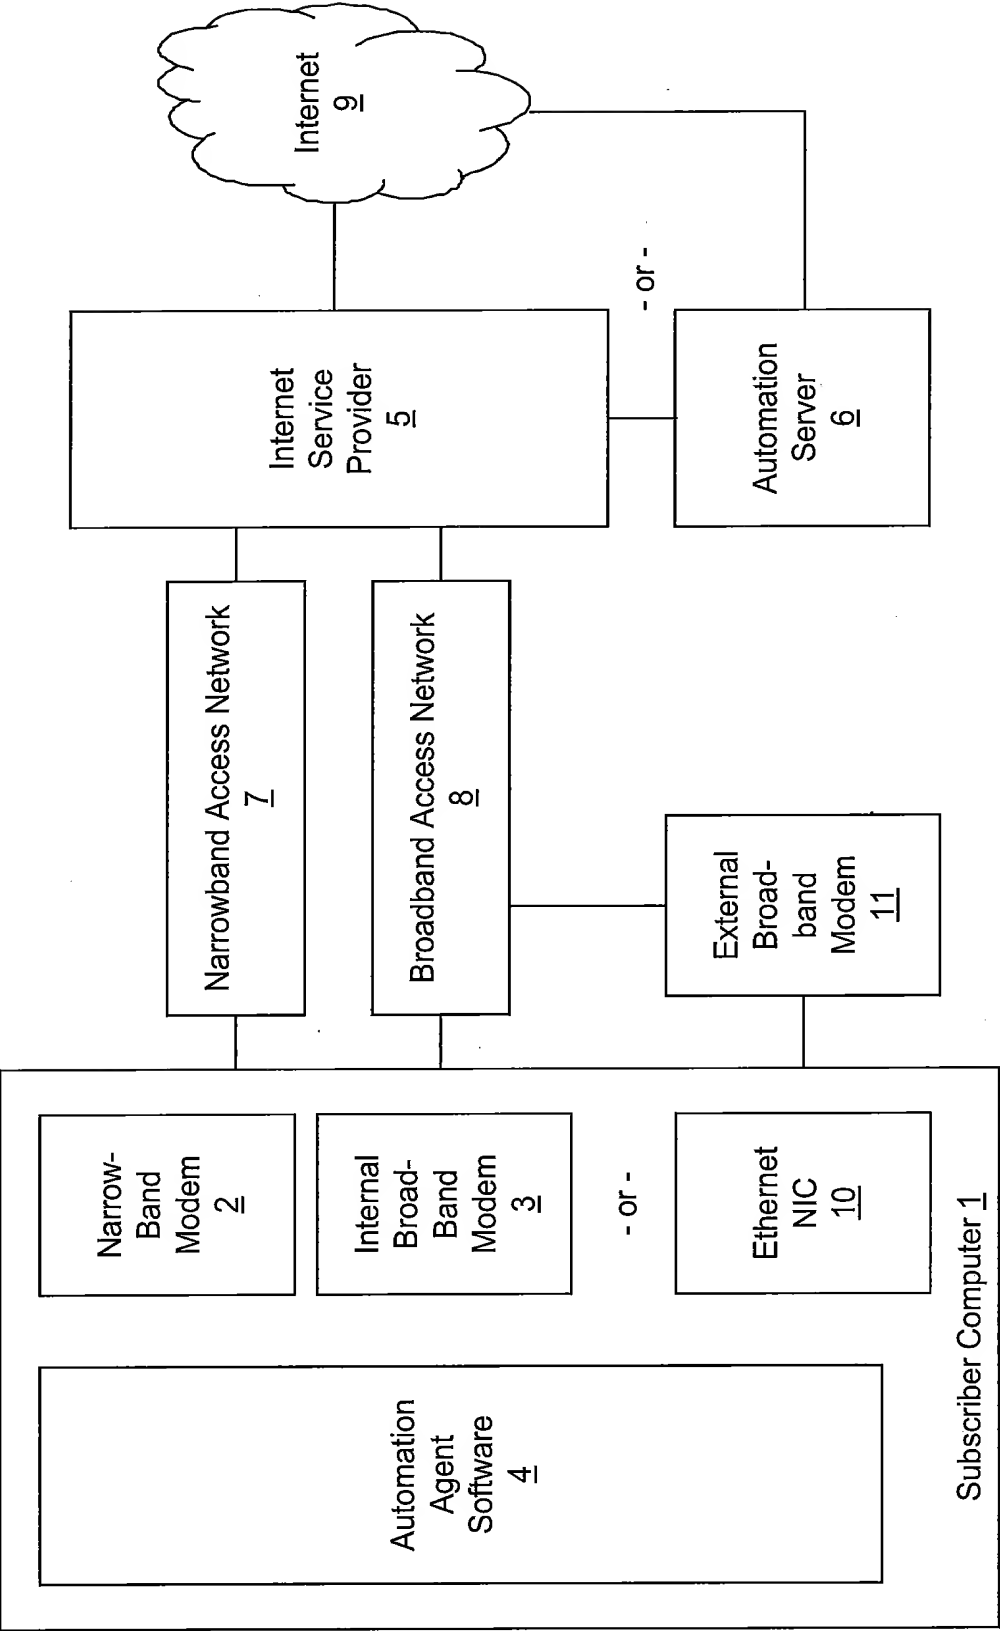 Automation
Agent
Software
4
Narrow-
Band
Modem
2
Internal
Broad-
Band
Modem
3
- or -
Ethernet
NIC
10
Subscriber Computer 1
Narrowband Access Network
7
Broadband Access Network
8
External
Broad-
band
Modem
11
Internet
Service
Provider
5
- or -
Automation
Server
6
Internet
9